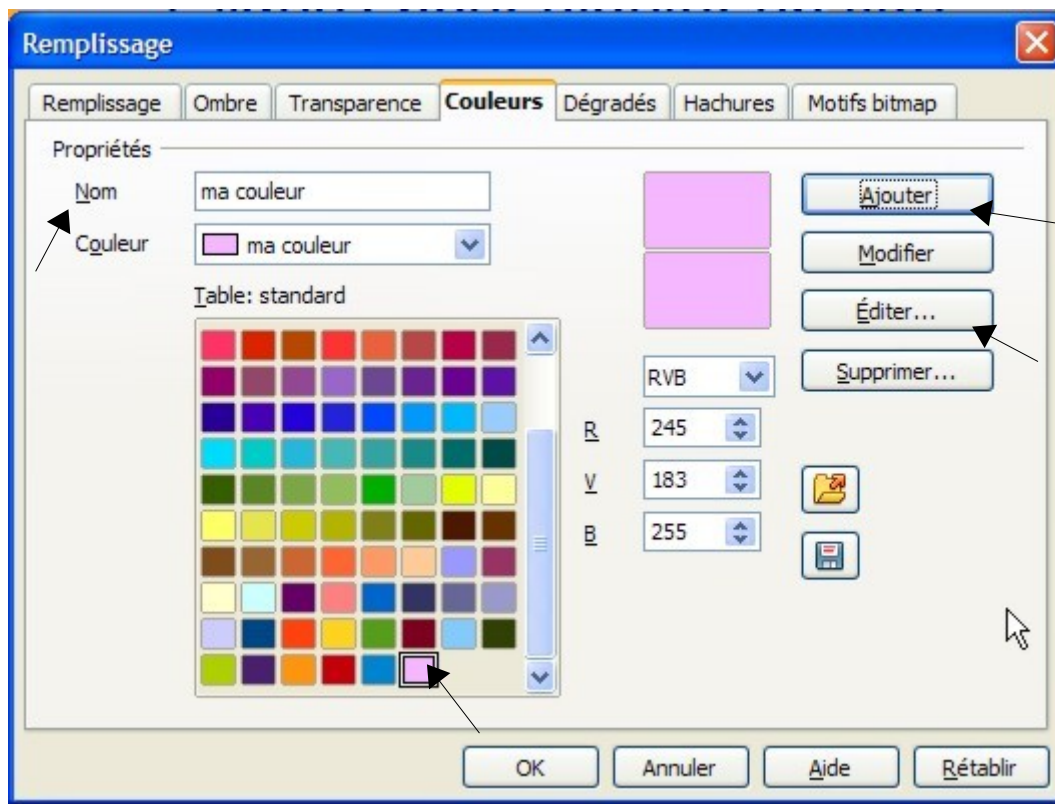 Remplissage
Remplissage Ombre Transparence Couleurs Dégradés Hachures Motifs bitmap
Propriétés
Nom ma couleur Ajouter
Couleur ma couleur Modifier
Table: standard Éditer...
RVB Supprimer...
R 245
V 183
B 255
OK Annuler Aide Rétablir